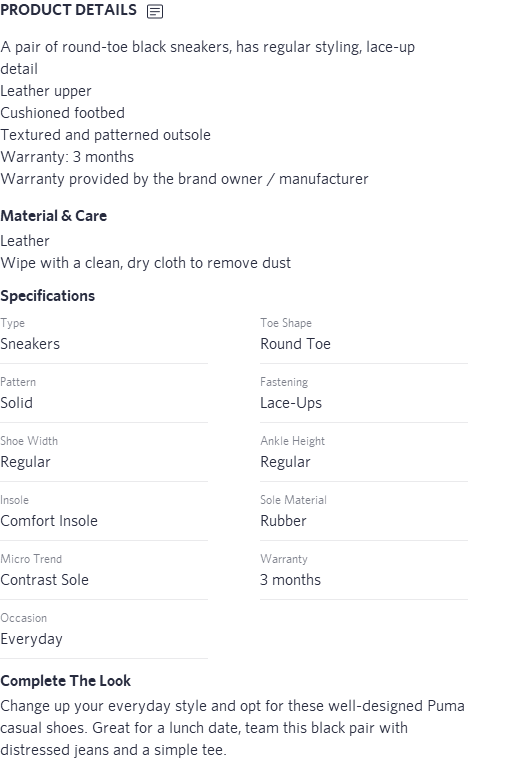 PRODUCT DETAILS
A pair of round-toe black sneakers, has regular styling, lace-up
detail
Leather upper
Cushioned footbed
Textured and patterned outsole
Warranty: 3 months
Warranty provided by the brand owner / manufacturer
Material & Care
Leather
Wipe with a clean, dry cloth to remove dust
Specifications
Type
Sneakers
Toe Shape
Round Toe
Pattern
Solid
Fastening
Lace-Ups
Shoe Width
Regular
Ankle Height
Regular
Insole
Comfort Insole
Sole Material
Rubber
Micro Trend
Contrast Sole
Warranty
3 months
Occasion
Everyday
Complete The Look
Change up your everyday style and opt for these well-designed Puma
casual shoes. Great for a lunch date, team this black pair with
distressed jeans and a simple tee.